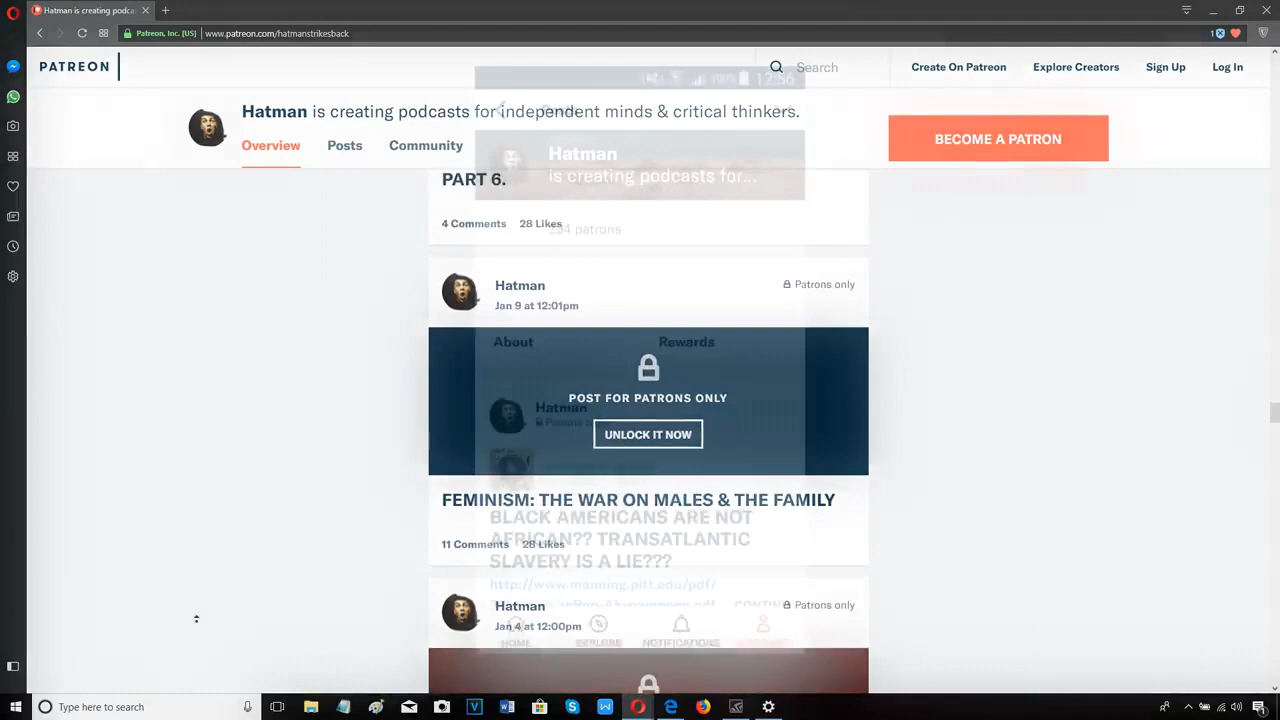 Hatman is creating podca
Patreon, Inc. [US]
www.patreon.com/hatmanstrikesback
1
PATREON
Search
Create On Patreon
Explore Creators
Sign Up
Log In
100% 12:56
Hatman is creating podcasts for independent minds & critical thinkers.
BECOME A PATRON
Overview
Posts
Community
Hatman
is creating podcasts for...
PART 6.
4 Comments
28 Likes
patrons
Hatman
Patrons only
Jan 9 at 12:01pm
About
Rewards
POST FOR PATRONS ONLY
Hatman
UNLOCK IT NOW
FEMINISM: THE WAR ON MALES & THE FAMILY
BLACK AMERICANS ARE NOT
AFRICAN?? TRANSATLANTIC
11 Comments
28 Likes
SLAVERY IS A LIE???
http://www.manning.pitt.edu/pdf/
Hatman
Patrons only
Jan 4 at 12:00pm
HOME
EXPLORE
NOTIFICATIONS
Type here to search